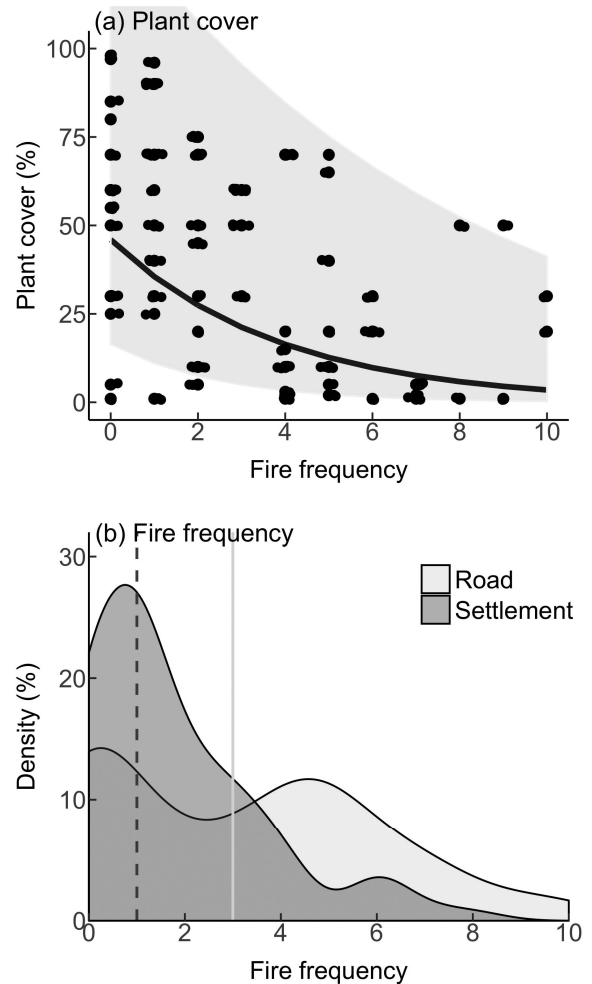 (a) Plant cover
100
75
50
25
0
Plant cover (%)
0 2 4 6 8 10
Fire frequency
(b) Fire frequency
30
20
10
0
Density (%)
Road
Settlement
0 2 4 6 8 10
Fire frequency